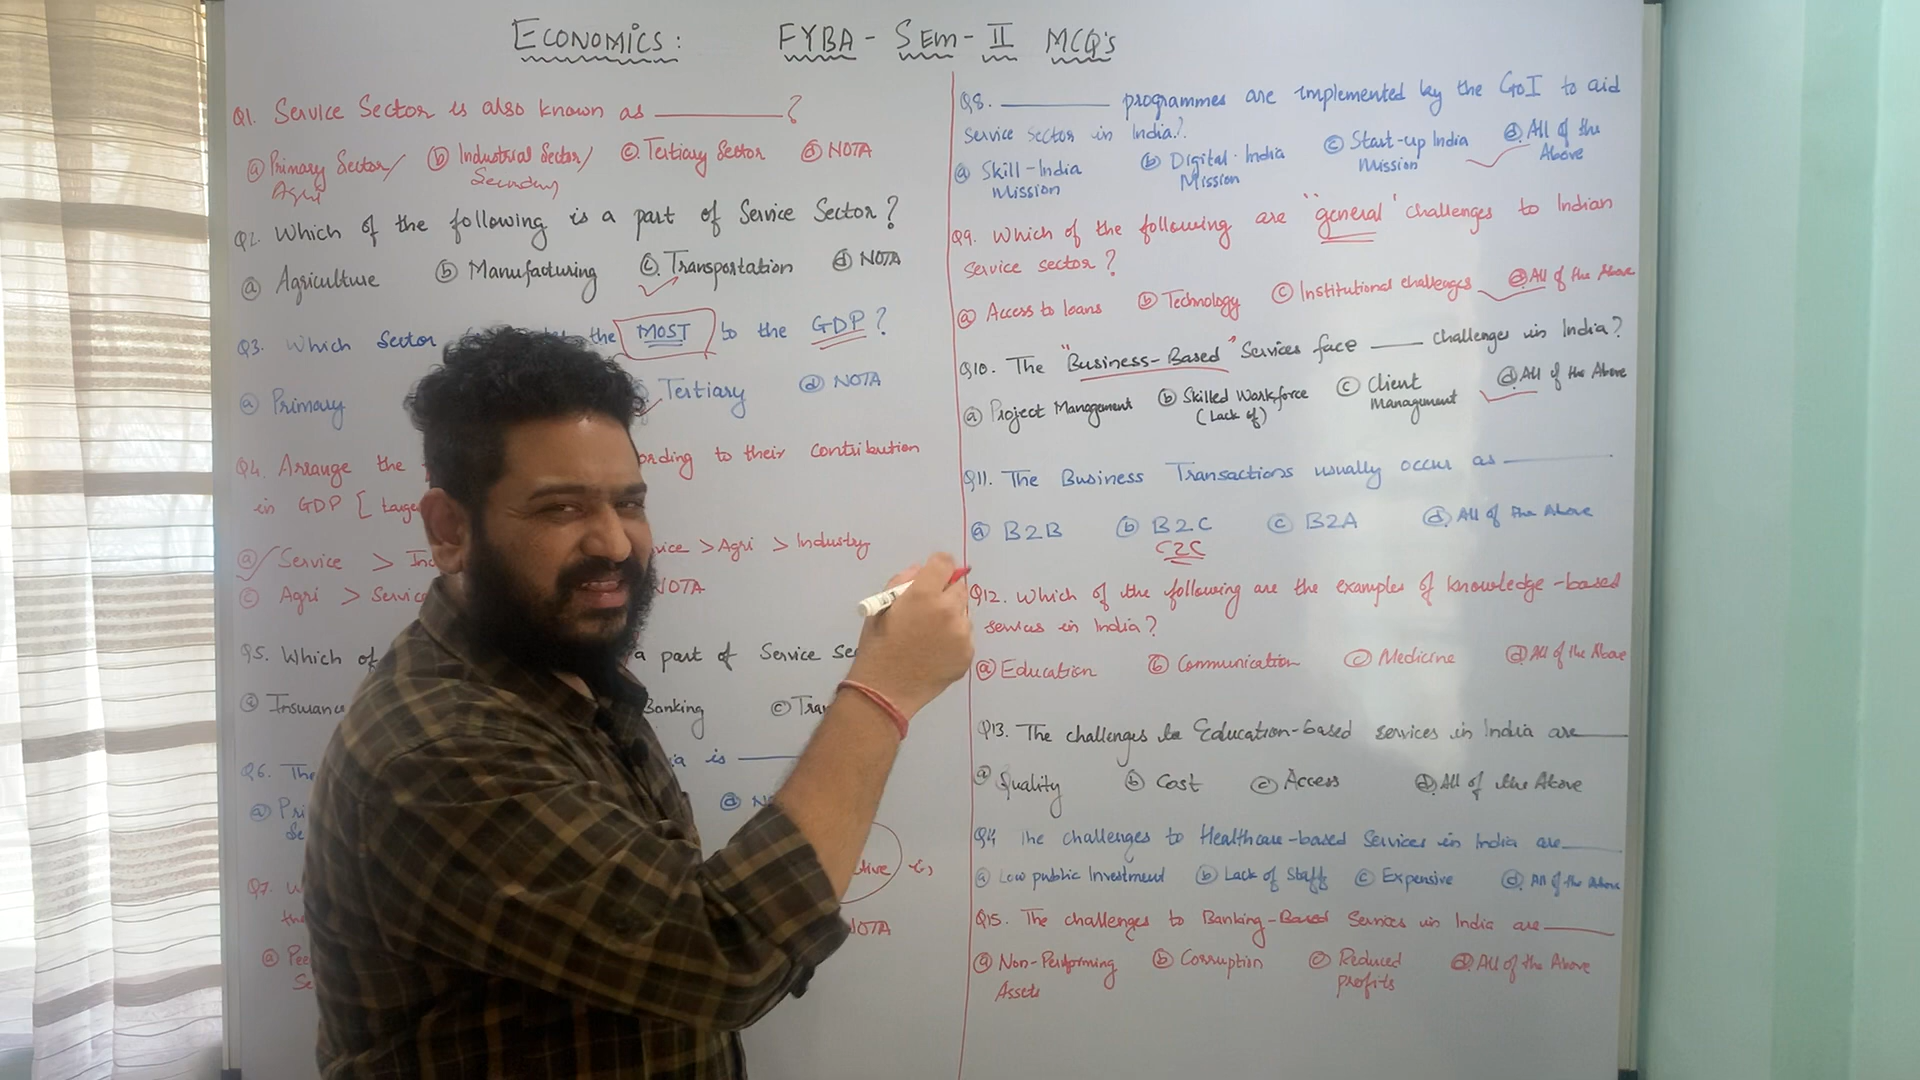 ECONOMICS: FYBA - SEM - II MCQ's
Q1. Service Sector is also known as ________?
ⓐ Primary Sector/ ⓑ Industrial Sector/ ⓒ Tertiary Sector ⓓ NOTA
Agri
Q2. Which of the following is a part of Service Sector?
ⓐ Agriculture ⓑ Manufacturing ⓒ Transportation ⓓ NOTA
Q3. Which Sector the MOST to the GDP?
ⓐ Primary Tertiary ⓓ NOTA
Q4. Arrange the according to their contribution
in GDP [
ⓐ Service > > Agri > Industry
ⓒ Agri > Service NOTA
Q5. Which of a part of Service
ⓐ Banking ⓒ
Q6. is ______
ⓐ ⓓ
Q7.
NOTA
ⓐ
Q8. ________ programmes are implemented by the GoI to aid
Service Sector in India?
ⓐ Skill-India ⓑ Digital-India ⓒ Start-up India ⓓ All of the
Mission Mission Mission Above
Q9. Which of the following are "general" challenges to Indian
Service sector?
ⓐ Access to loans ⓑ Technology ⓒ Institutional challenges ⓓ All of the Above
Q10. The "Business-Based" Services face ____ challenges in India?
ⓐ Project Management ⓑ Skilled Workforce ⓒ Client ⓓ All of the Above
(Lack of) Management
Q11. The Business Transactions usually occur as ________
ⓐ B2B ⓑ B2C ⓒ B2A ⓓ All of the Above
C2C
Q12. Which of the following are the examples of knowledge-based
services in India?
ⓐ Education ⓑ Communication ⓒ Medicine ⓓ All of the Above
Q13. The challenges to Education-based services in India are____
ⓐ Quality ⓑ Cost ⓒ Access ⓓ All of the Above
Q14 The challenges to Healthcare-based Services in India are____
ⓐ Low public Investment ⓑ Lack of Staff ⓒ Expensive ⓓ All of the Above
Q15. The challenges to Banking-Based Services in India are____
ⓐ Non-Performing ⓑ Corruption ⓒ Reduced ⓓ All of the Above
Assets profits